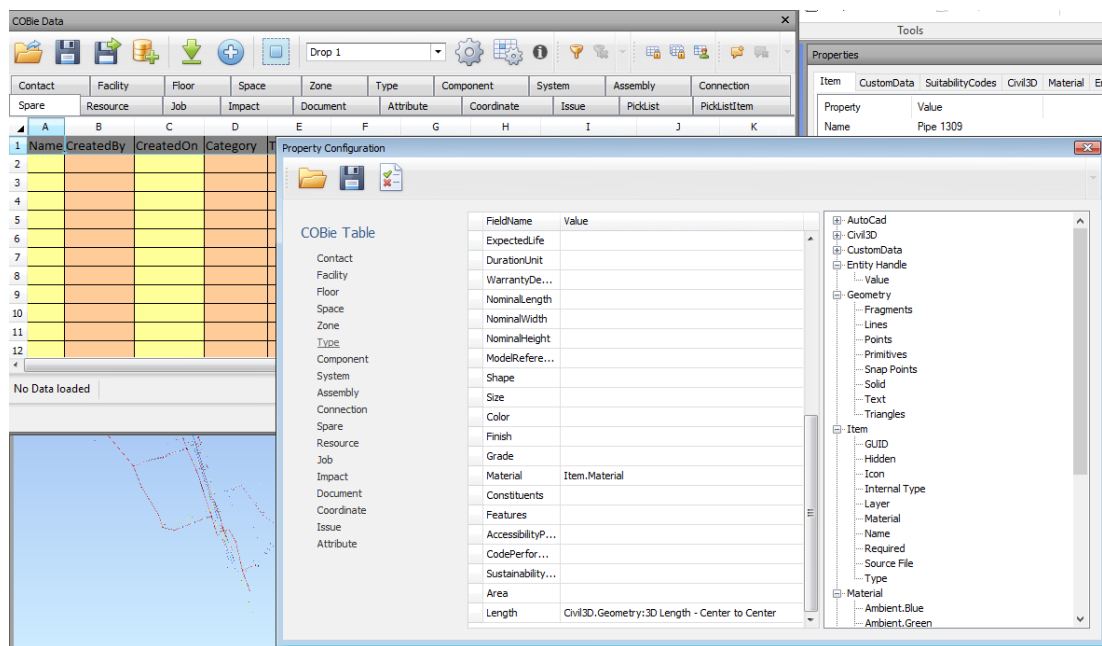 COBie Data
Tools
Drop 1
Contact Facility Floor Space Zone Type Component System Assembly Connection
Spare Resource Job Impact Document Attribute Coordinate Issue PickList PickListItem
A B C D E F G H I J K
1 Name CreatedBy CreatedOn Category T
2
3
4
5
6
7
8
9
10
11
12
No Data loaded
Properties
Item CustomData SuitabilityCodes Civil3D Material
Property Value
Name Pipe 1309
Property Configuration
COBie Table
Contact
Facility
Floor
Space
Zone
Type
Component
System
Assembly
Connection
Spare
Resource
Job
Impact
Document
Coordinate
Issue
Attribute
FieldName Value
ExpectedLife
DurationUnit
WarrantyDe...
NominalLength
NominalWidth
NominalHeight
ModelRefere...
Shape
Size
Color
Finish
Grade
Material Item.Material
Constituents
Features
AccessibilityP...
CodePerfor...
Sustainability...
Area
Length Civil3D.Geometry:3D Length - Center to Center
AutoCad
Civil3D
CustomData
Entity Handle
Value
Geometry
Fragments
Lines
Points
Primitives
Snap Points
Solid
Text
Triangles
Item
GUID
Hidden
Icon
Internal Type
Layer
Material
Name
Required
Source File
Type
Material
Ambient.Blue
Ambient.Green